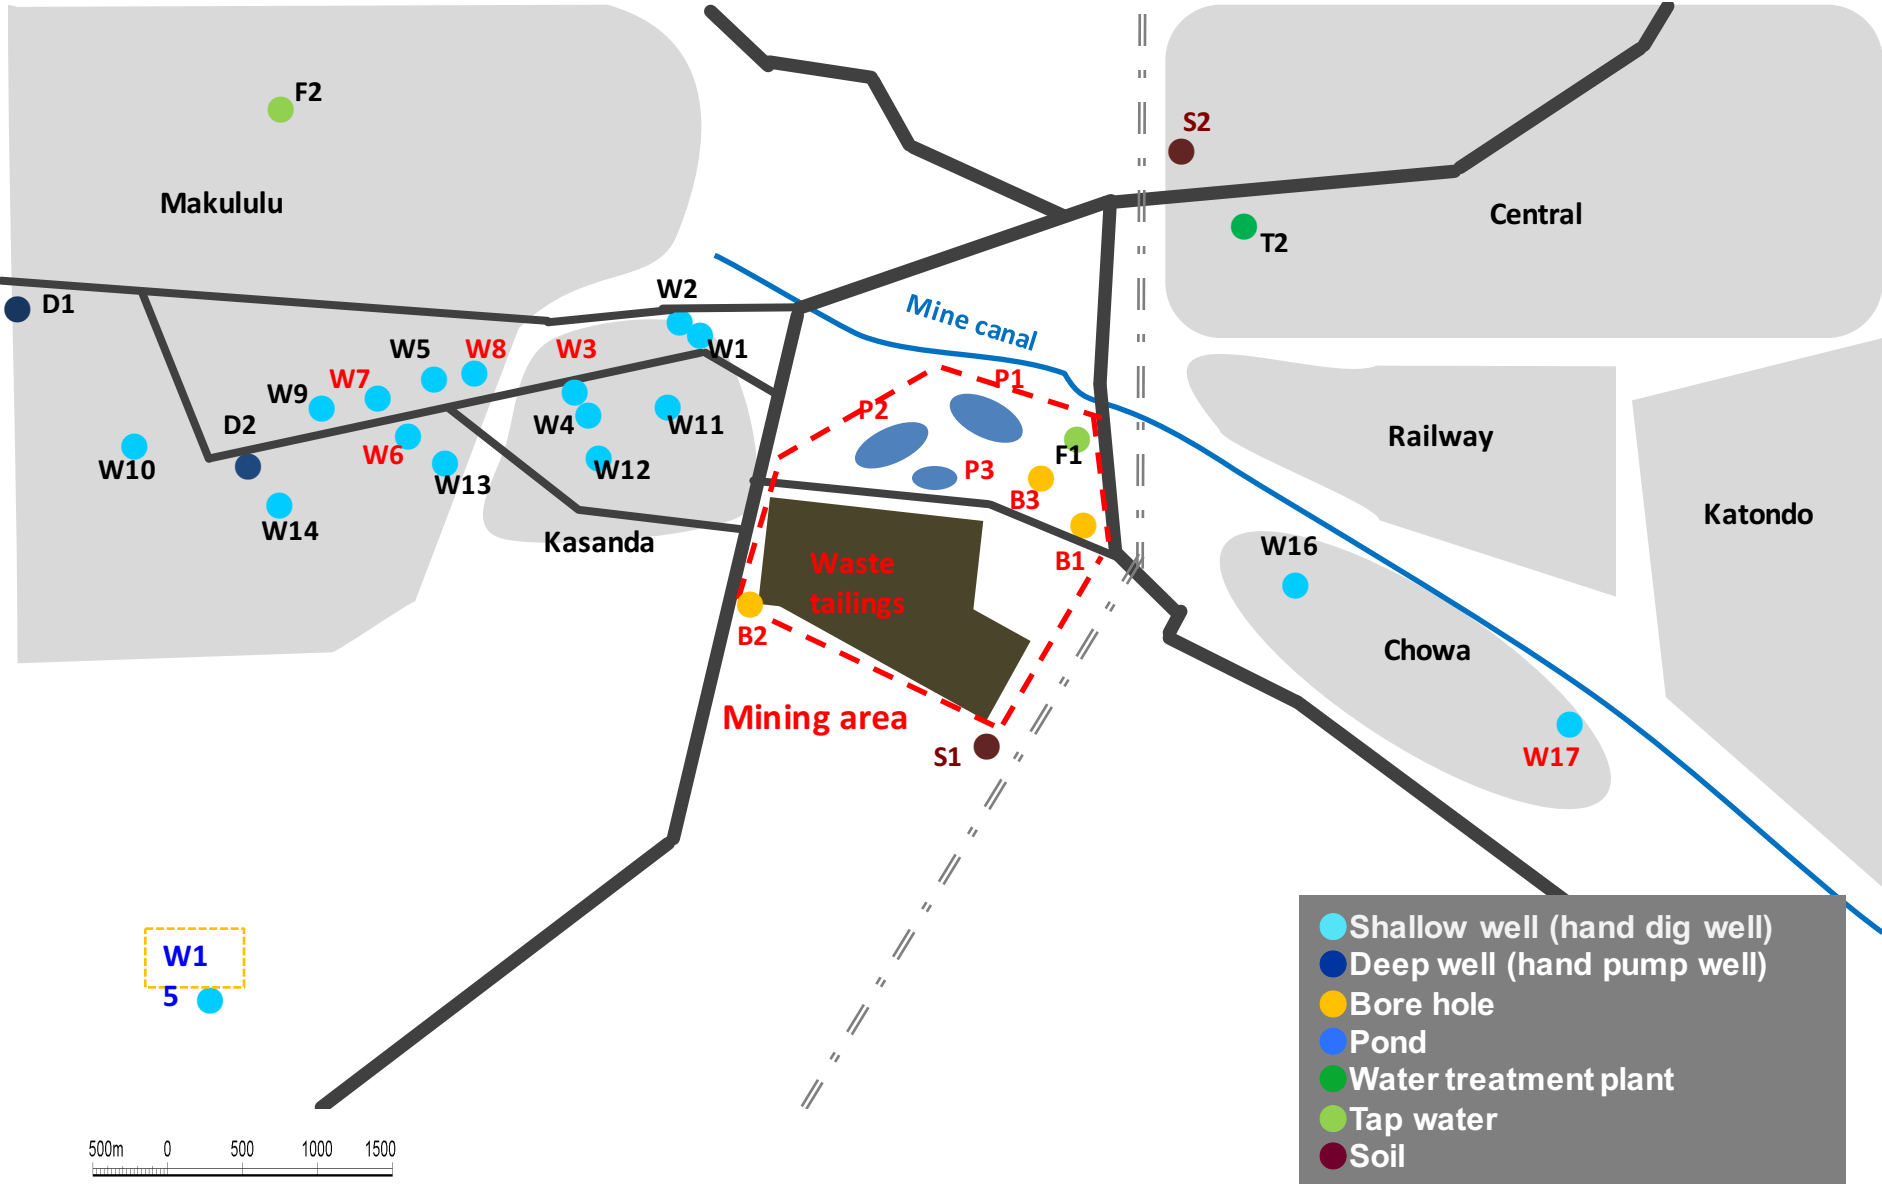 F2
S2
Makululu
Central
T2
D1
W2
Mine canal
W5
W8
W3
W1
W7
P1
W9
P2
D2
W4
W11
Railway
W10
W6
W13
W12
F1
P3
B3
Katondo
W14
Kasanda
W16
Waste
tailings
B1
B2
Chowa
Mining area
S1
W17
W1
5
Shallow well (hand dig well)
Deep well (hand pump well)
Bore hole
Pond
Water treatment plant
Tap water
Soil
500m 0 500 1000 1500